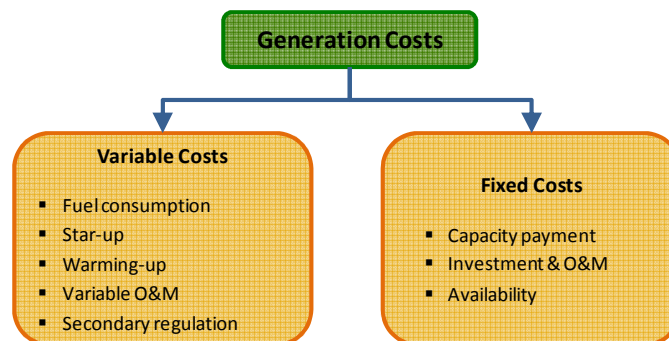 Generation Costs
Variable Costs
▪ Fuel consumption
▪ Star-up
▪ Warming-up
▪ Variable O&M
▪ Secondary regulation
Fixed Costs
▪ Capacity payment
▪ Investment & O&M
▪ Availability